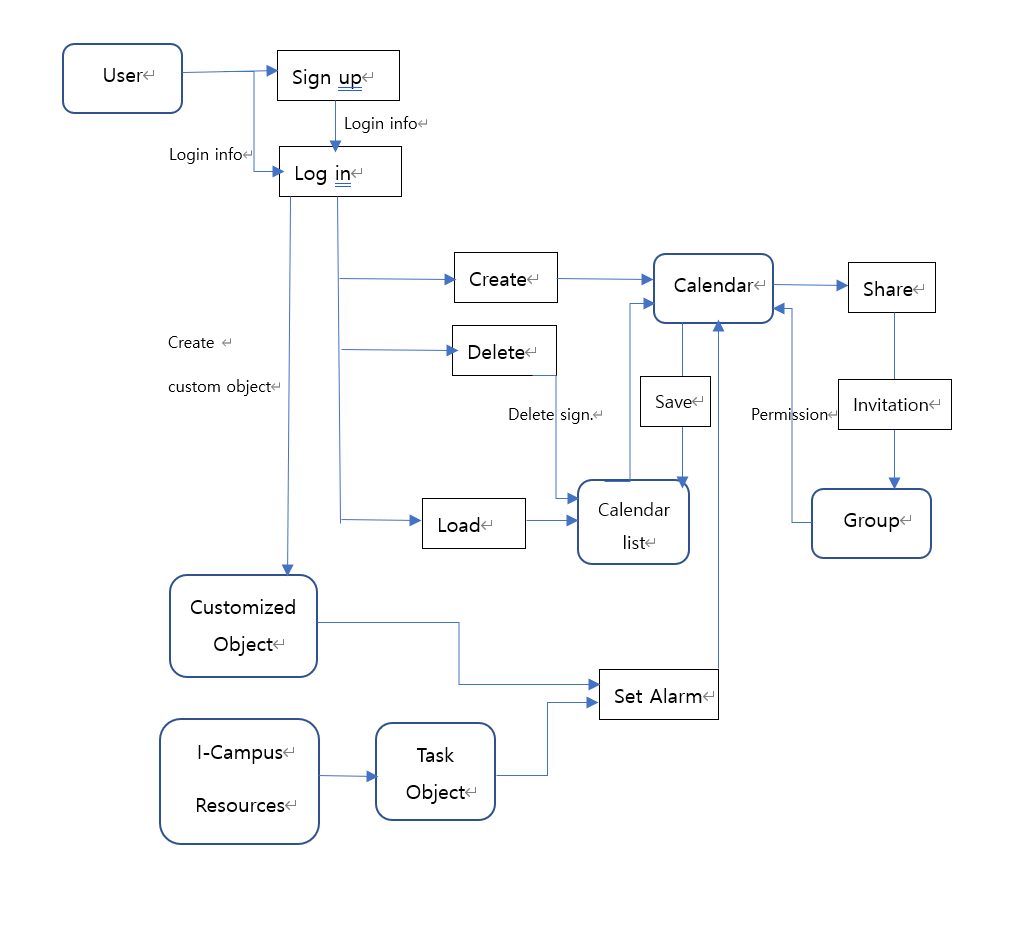 User
Sign up
Login info
Login info
Log in
Create
Calendar
Share
Create
custom object
Delete
Delete sign.
Save
Permission
Invitation
Load
Calendar
list
Group
Customized
Object
Set Alarm
I-Campus
Resources
Task
Object